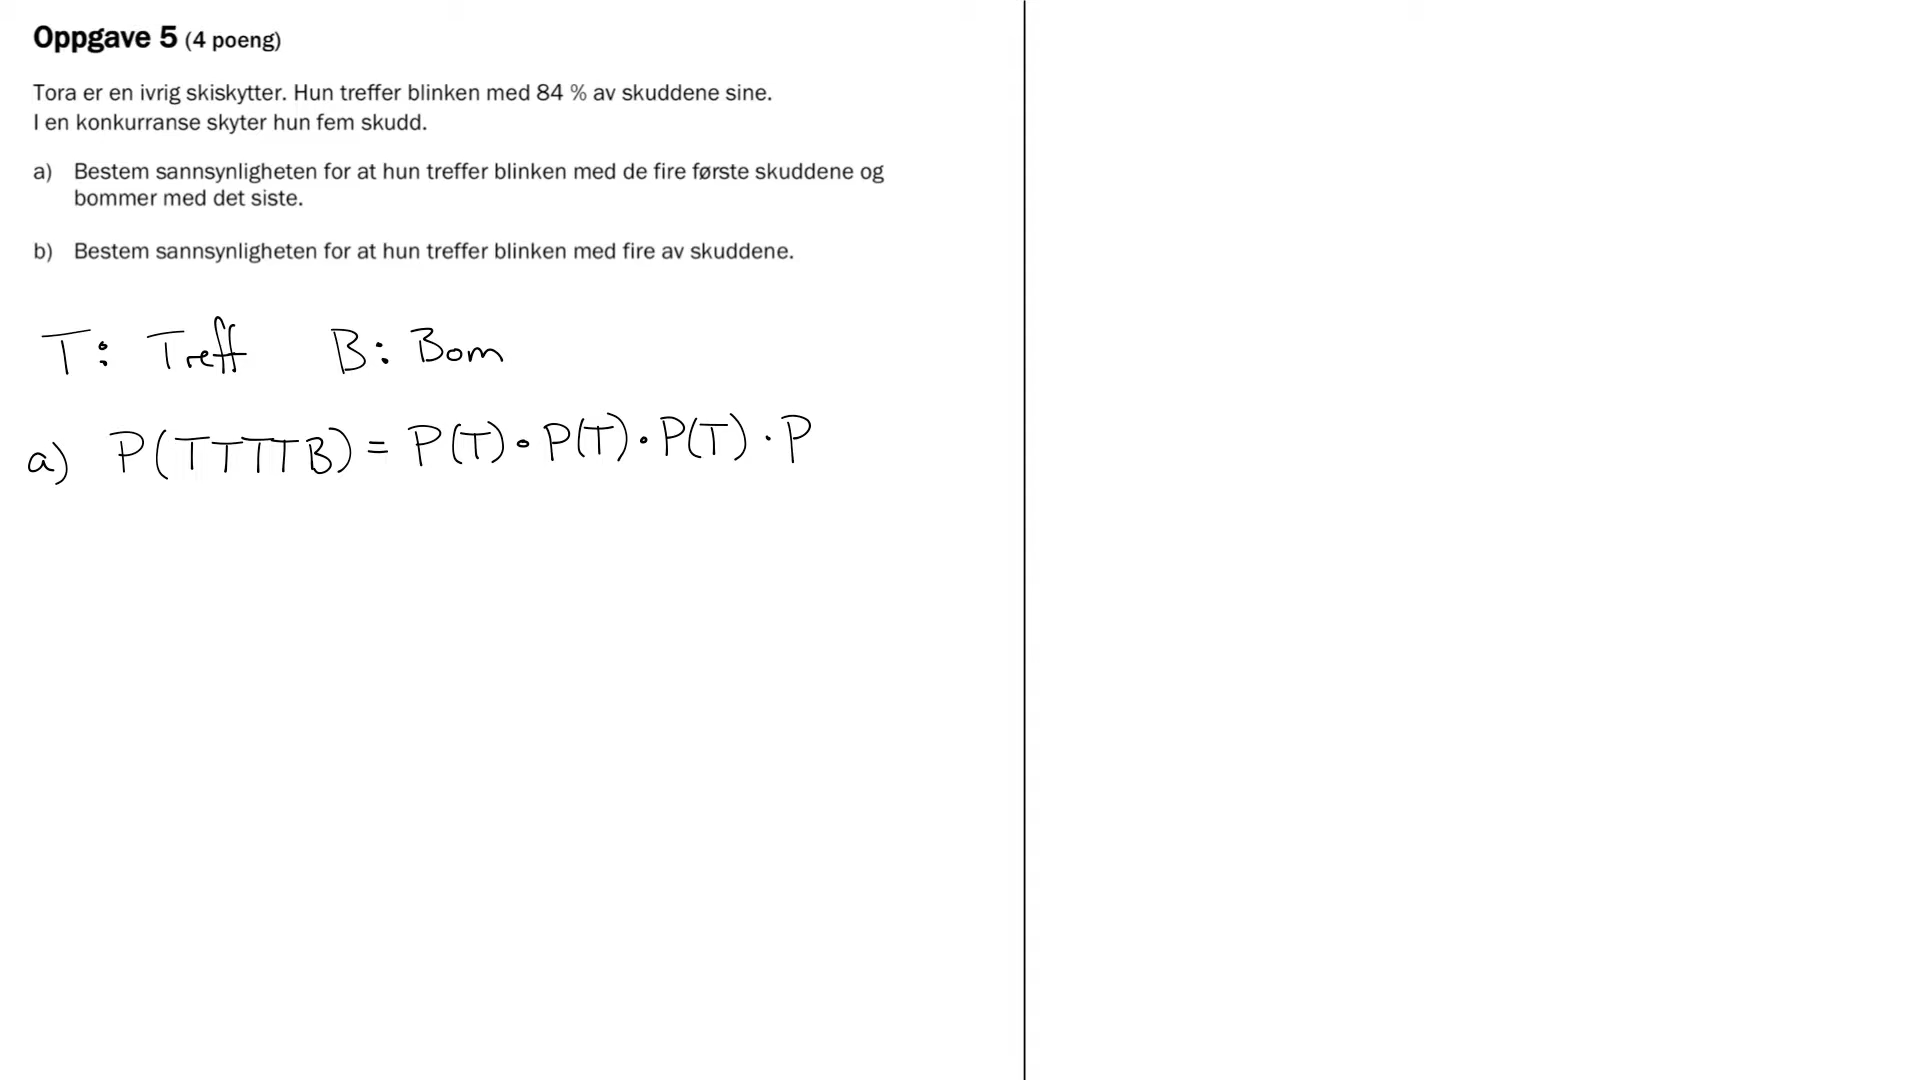 Oppgave 5 (4 poeng)
Tora er en ivrig skiskytter. Hun treffer blinken med 84 % av skuddene sine.
I en konkurranse skyter hun fem skudd.
a) Bestem sannsynligheten for at hun treffer blinken med de fire første skuddene og
bommer med det siste.
b) Bestem sannsynligheten for at hun treffer blinken med fire av skuddene.
T: Treff B: Bom
a) P(TTTTB) = P(T) · P(T) · P(T) · P